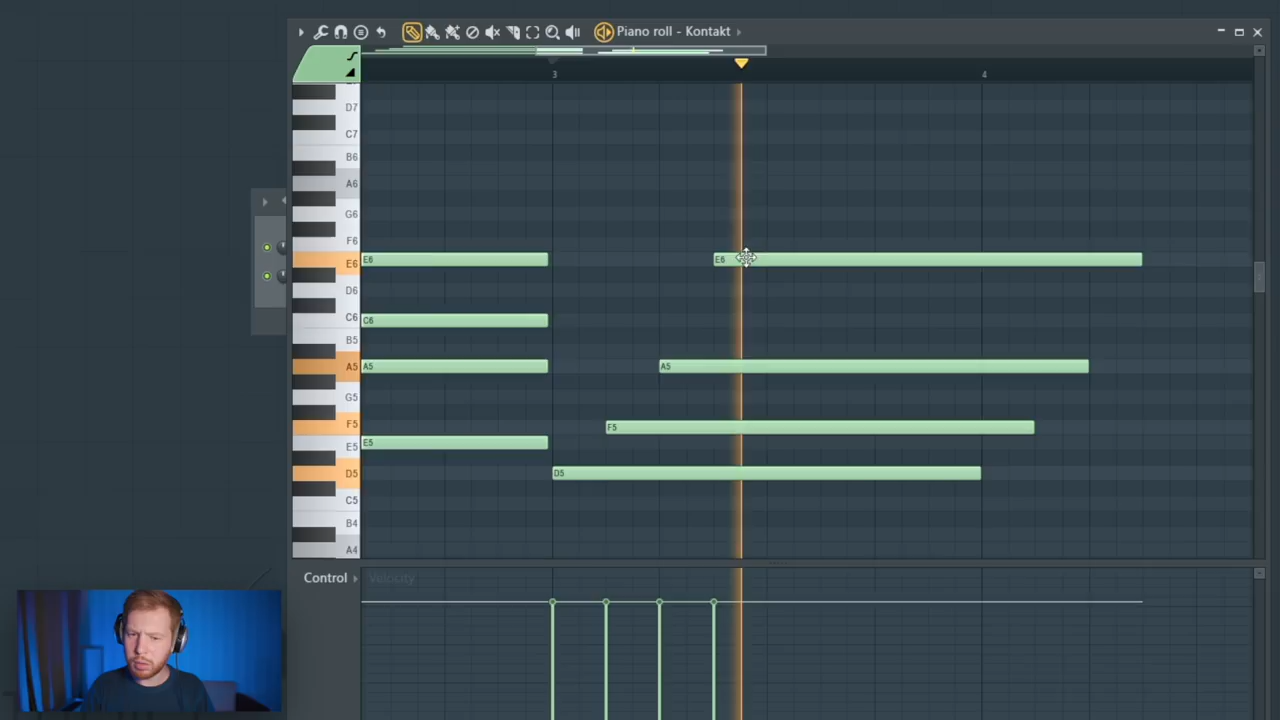 Piano roll - Kontakt
3 4
D7
C7
B6
A6
G6
F6
E6 E6 E6
D6
C6 C6
B5
A5 A5 A5
G5
F5 F5
E5 E5
D5 D5
C5
B4
A4
Control Velocity